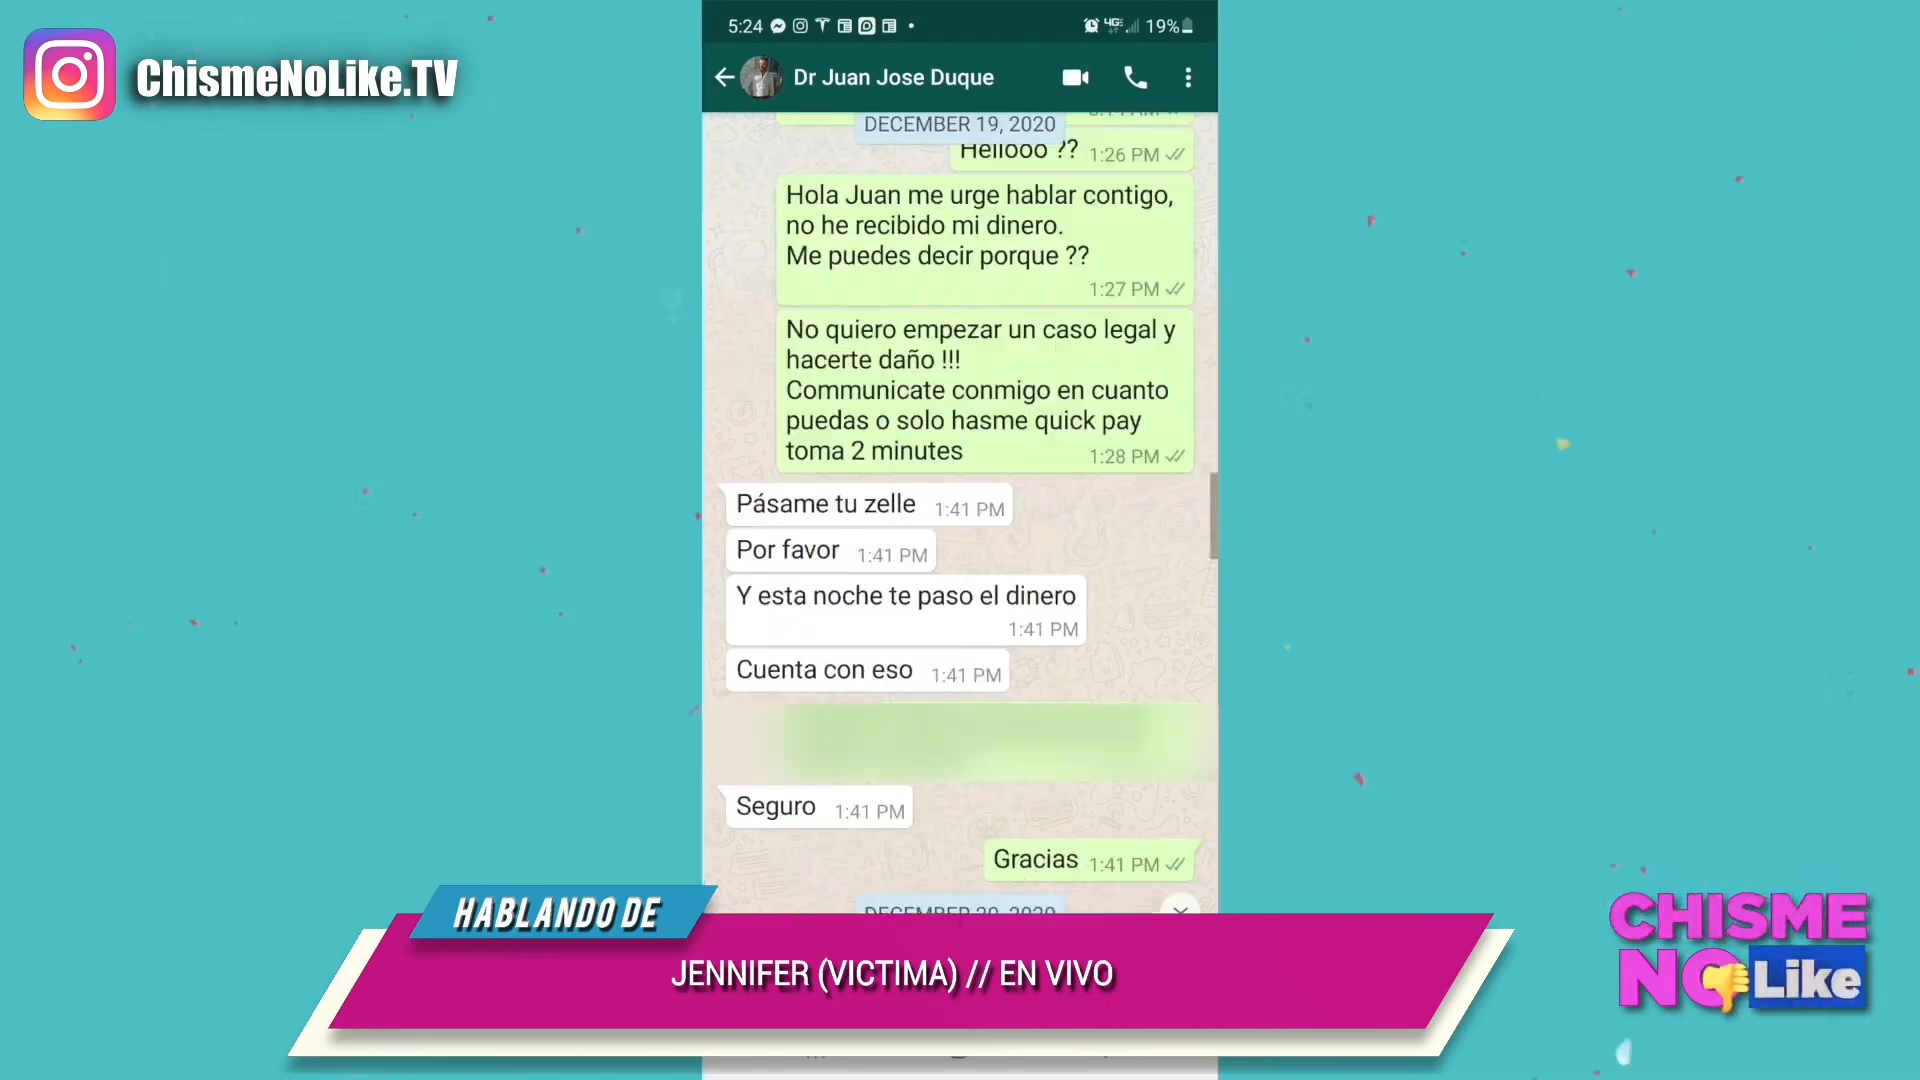 5:24
19%
ChismeNoLike.TV
Dr Juan Jose Duque
DECEMBER 19, 2020
Hellooo ?? 1:26 PM
Hola Juan me urge hablar contigo,
no he recibido mi dinero.
Me puedes decir porque ??
1:27 PM
No quiero empezar un caso legal y
hacerte daño !!!
Communicate conmigo en cuanto
puedas o solo hasme quick pay
toma 2 minutes 1:28 PM
Pásame tu zelle 1:41 PM
Por favor 1:41 PM
Y esta noche te paso el dinero
1:41 PM
Cuenta con eso 1:41 PM
Seguro 1:41 PM
Gracias 1:41 PM
DECEMBER 20, 2020
HABLANDO DE
JENNIFER (VICTIMA) // EN VIVO
CHISME
NO Like